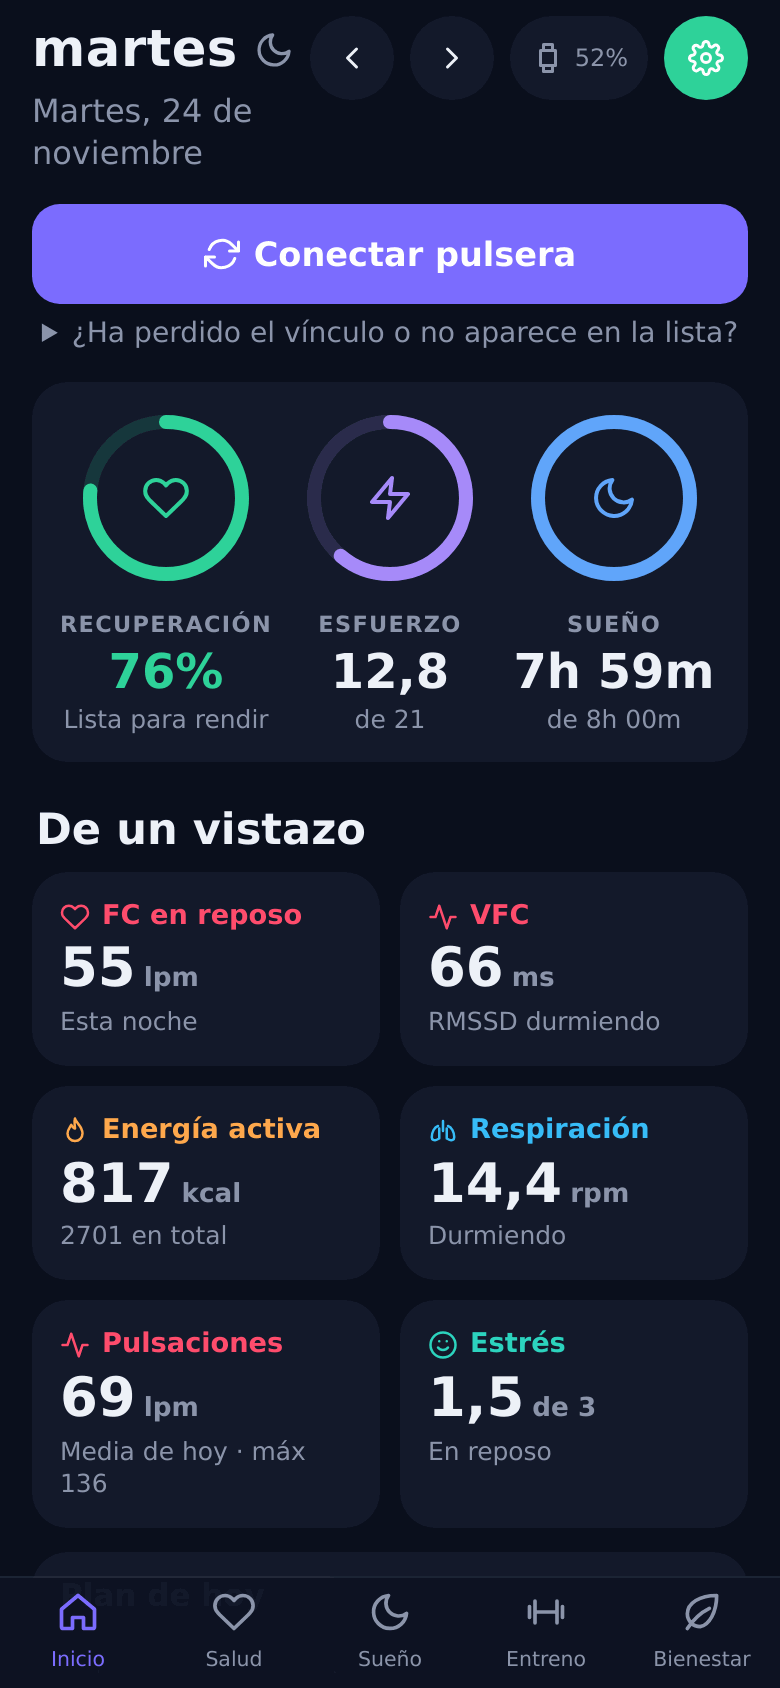 martes
52%
Martes, 24 de
noviembre
Conectar pulsera
▶ ¿Ha perdido el vínculo o no aparece en la lista?
RECUPERACIÓN
76%
Lista para rendir
ESFUERZO
12,8
de 21
SUEÑO
7h 59m
de 8h 00m
De un vistazo
FC en reposo
55 lpm
Esta noche
VFC
66 ms
RMSSD durmiendo
Energía activa
817 kcal
2701 en total
Respiración
14,4 rpm
Durmiendo
Pulsaciones
69 lpm
Media de hoy · máx
136
Estrés
1,5 de 3
En reposo
Plan de hoy
Inicio
Salud
Sueño
Entreno
Bienestar